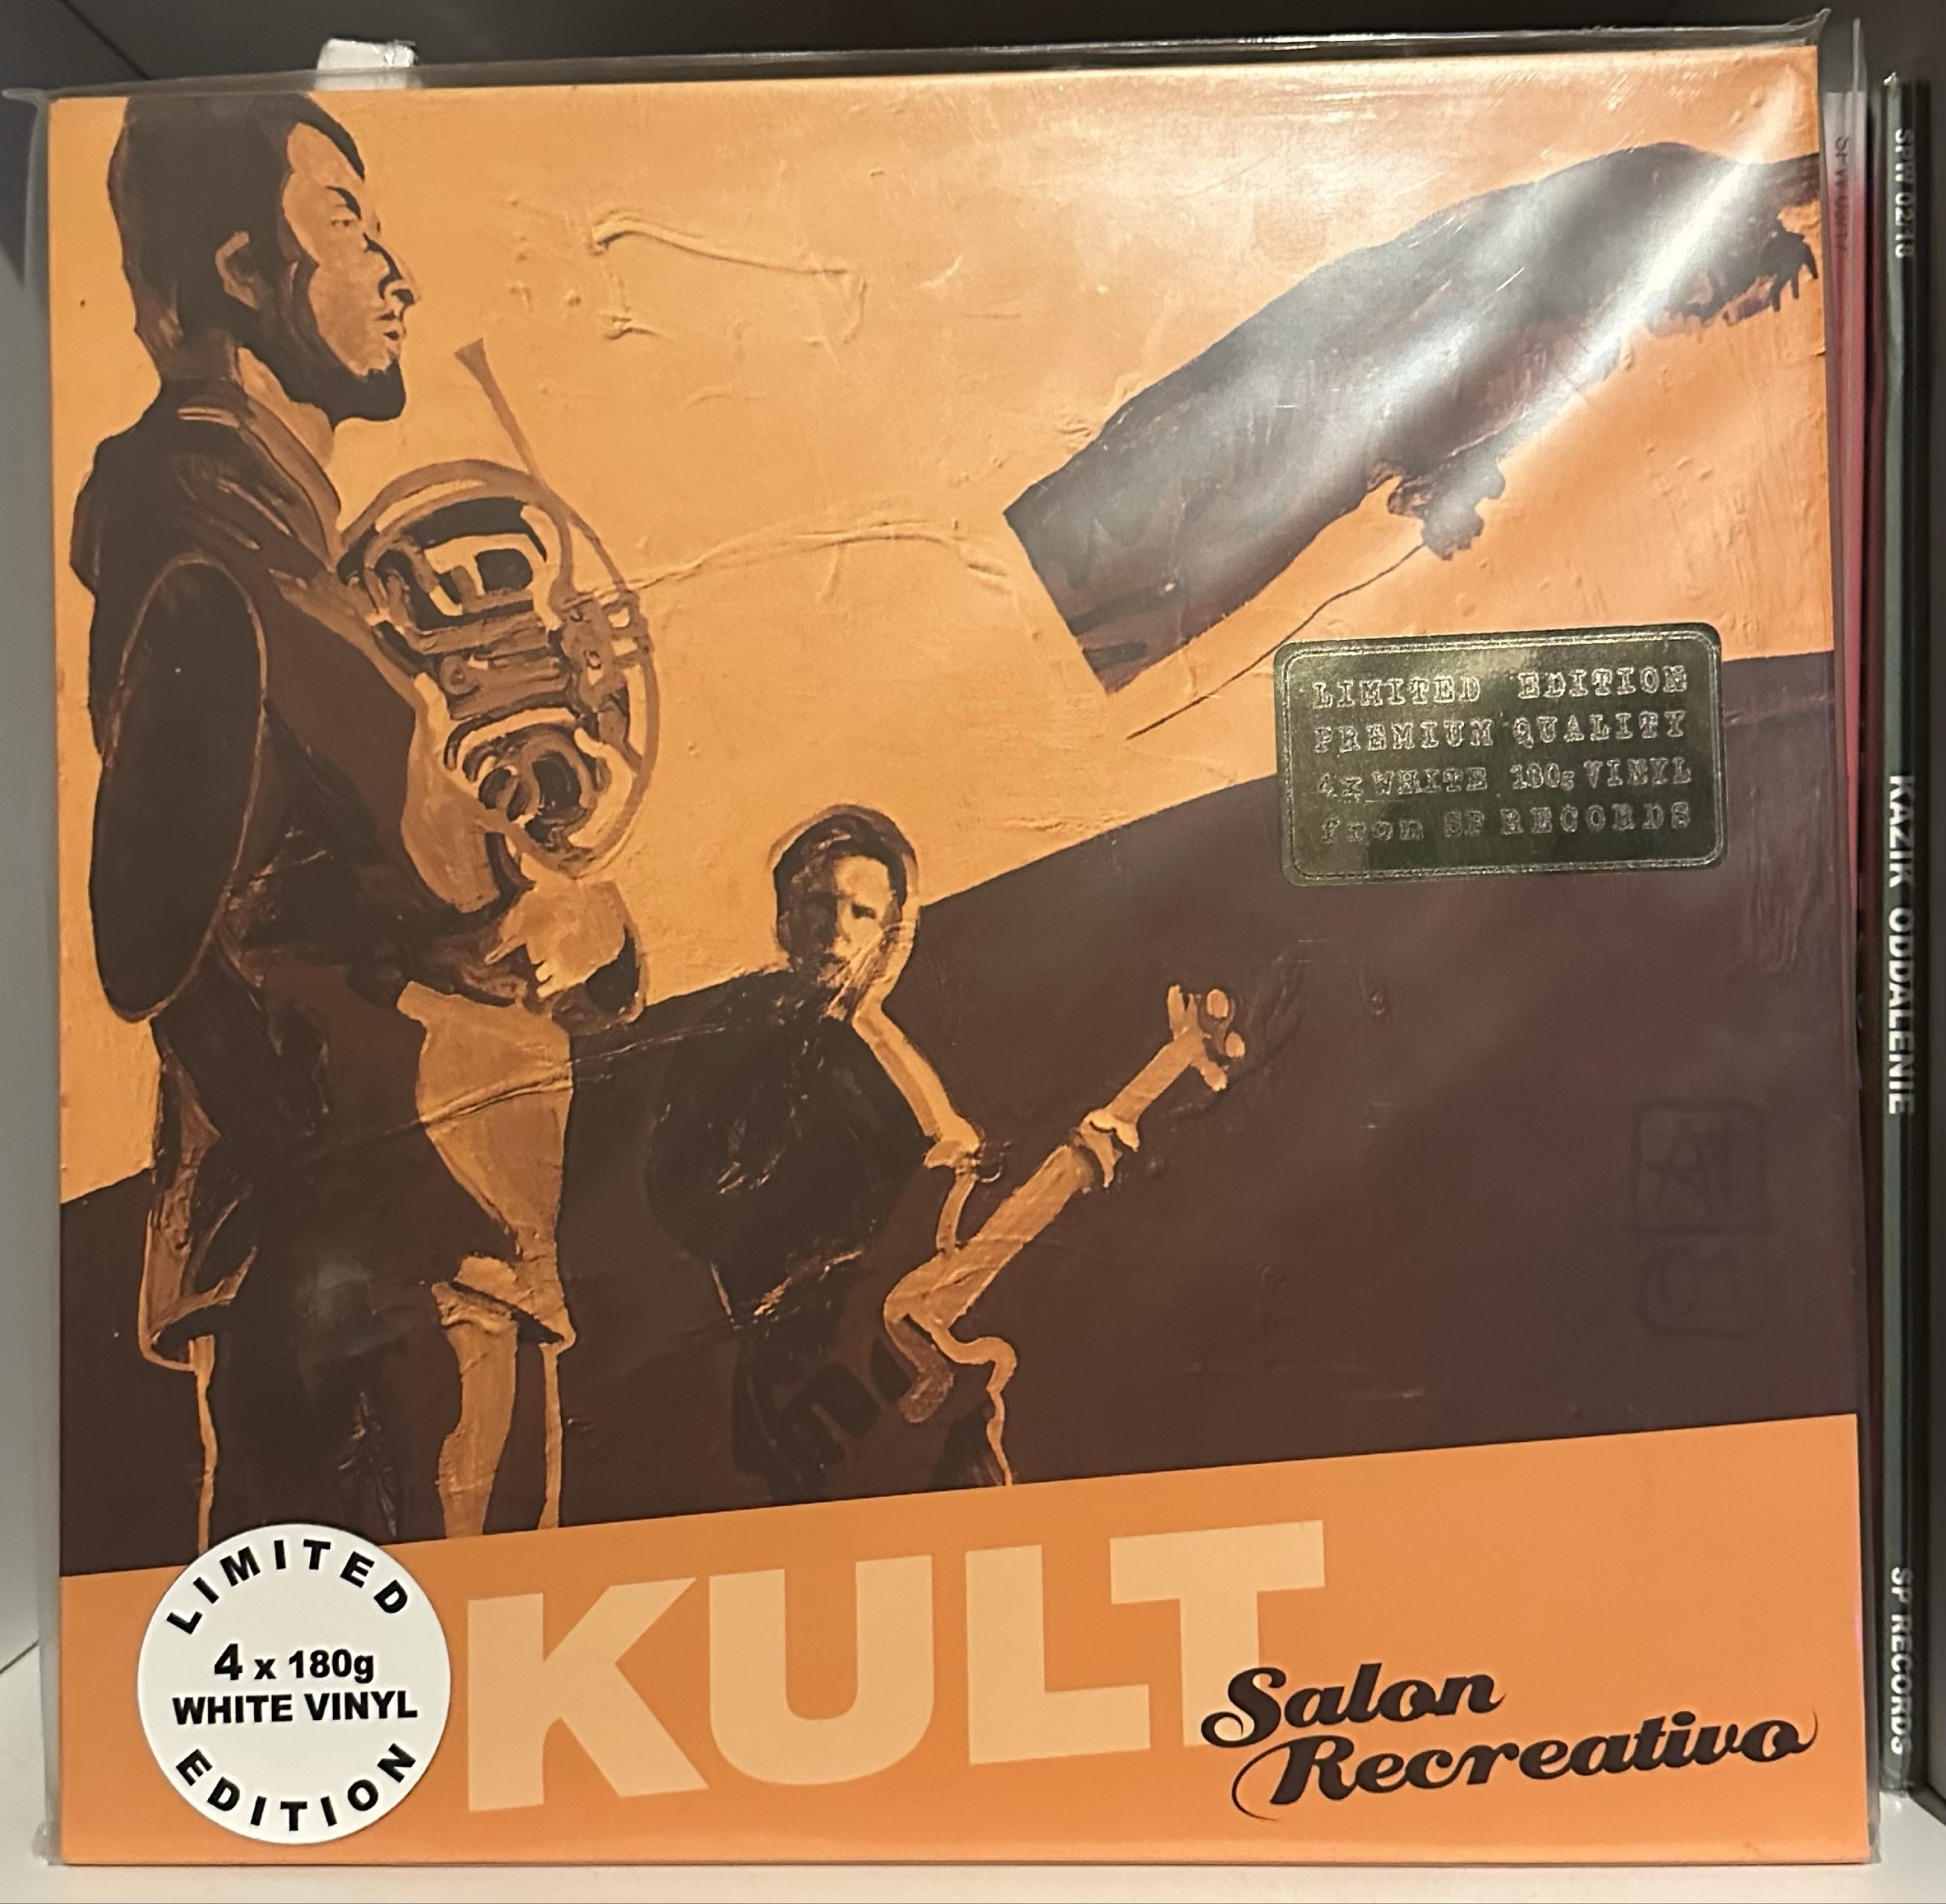 LIMITED EDITION
PREMIUM QUALITY
4x WHITE 180g VINYL
from SP RECORDS
LIMITED
4 x 180g
WHITE VINYL
EDITION
KULT
Salon
Recreativo
KAZIK ODDALENIE
SP RECORDS